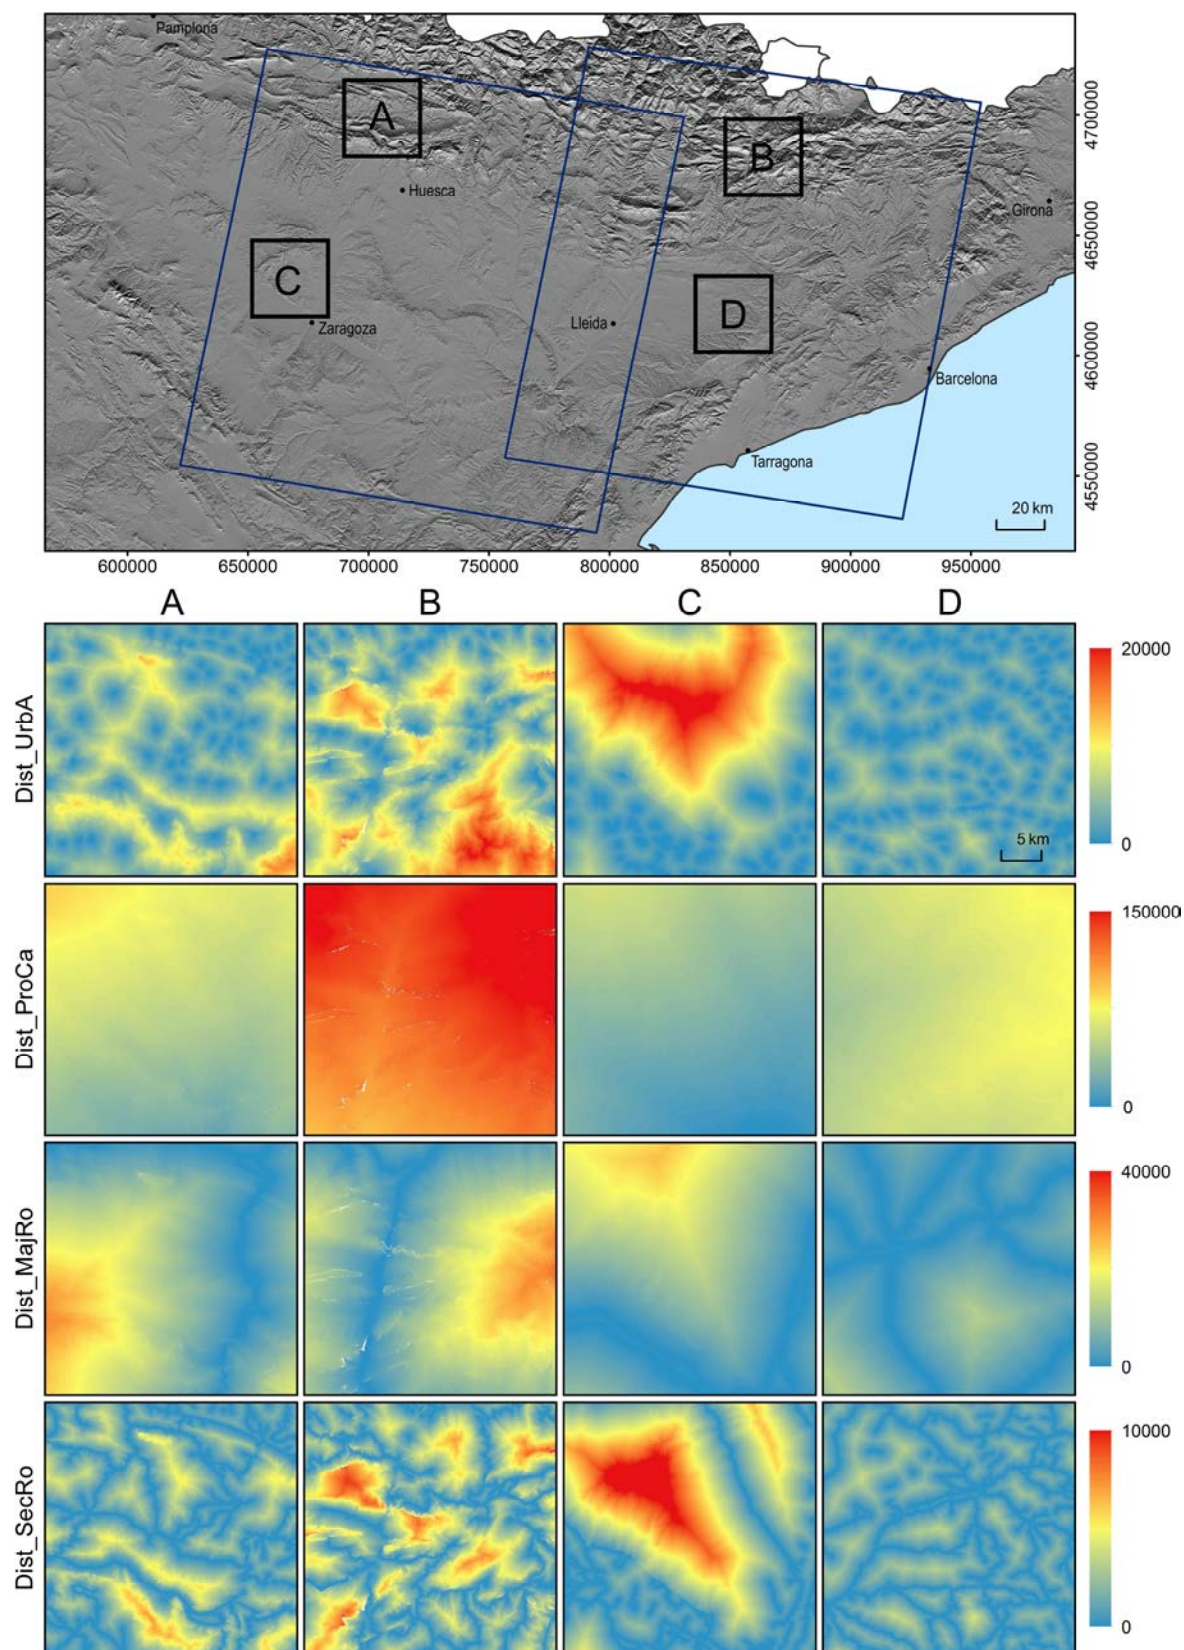 Pamplona
A
B
Huesca
Girona
C
D
Zaragoza
Lleida
Barcelona
Tarragona
20 km
4700000
4650000
4600000
4550000
600000 650000 700000 750000 800000 850000 900000 950000
A B C D
Dist_UrbA
20000
0
5 km
Dist_ProCa
150000
0
Dist_MajRo
40000
0
Dist_SecRo
10000
0